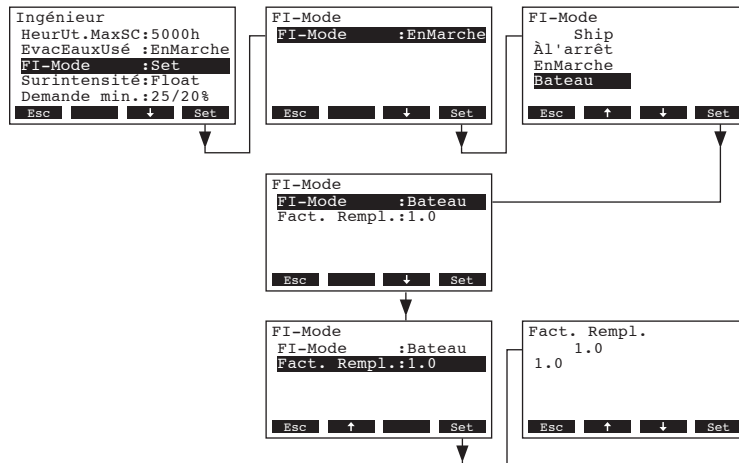 Ingénieur
HeurUt.MaxSC:5000h
EvacEauxUsé :EnMarche
FI-Mode :Set
Surintensité:Float
Demande min.:25/20%
Esc ↓ Set
FI-Mode
FI-Mode :EnMarche
Esc ↓ Set
FI-Mode
Ship
Àl'arrêt
EnMarche
Bateau
Esc ↑ ↓ Set
FI-Mode
FI-Mode :Bateau
Fact. Rempl.:1.0
Esc ↓ Set
FI-Mode
FI-Mode :Bateau
Fact. Rempl.:1.0
Esc ↑ Set
Fact. Rempl.
1.0
1.0
Esc ↑ ↓ Set